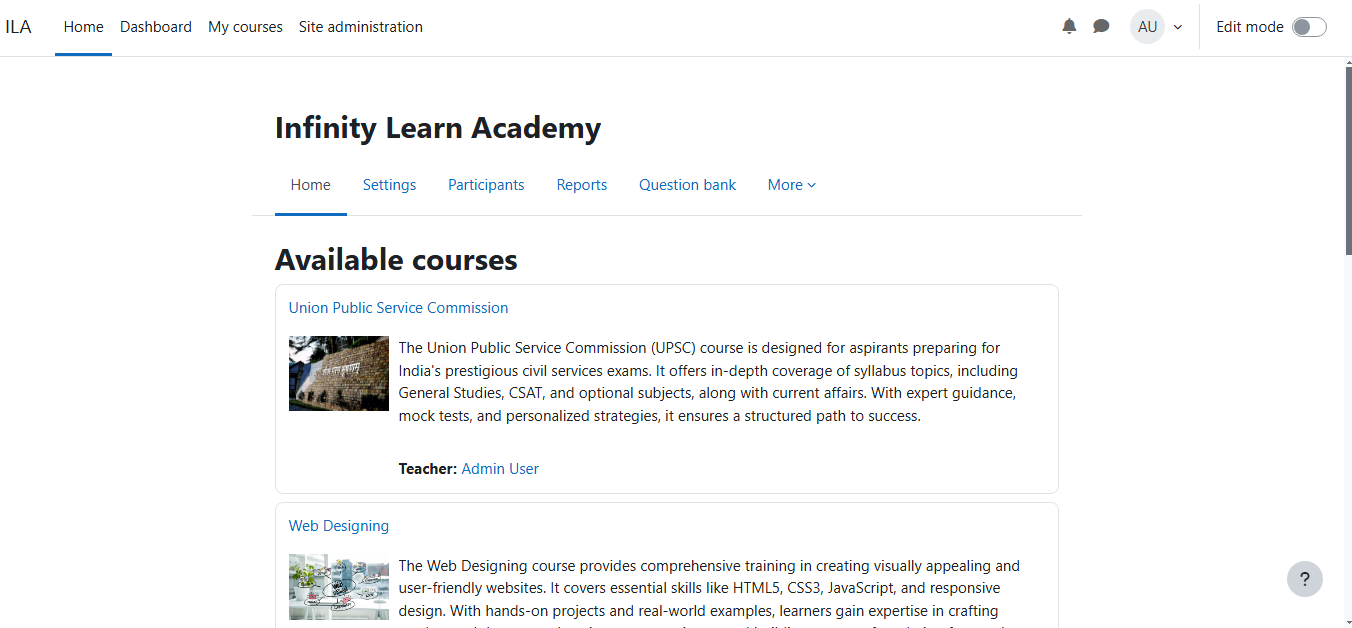 ILA Home Dashboard My courses Site administration AU Edit mode
Infinity Learn Academy
Home Settings Participants Reports Question bank More
Available courses
Union Public Service Commission
The Union Public Service Commission (UPSC) course is designed for aspirants preparing for
India's prestigious civil services exams. It offers in-depth coverage of syllabus topics, including
General Studies, CSAT, and optional subjects, along with current affairs. With expert guidance,
mock tests, and personalized strategies, it ensures a structured path to success.
Teacher: Admin User
Web Designing
The Web Designing course provides comprehensive training in creating visually appealing and
user-friendly websites. It covers essential skills like HTML5, CSS3, JavaScript, and responsive
design. With hands-on projects and real-world examples, learners gain expertise in crafting
?